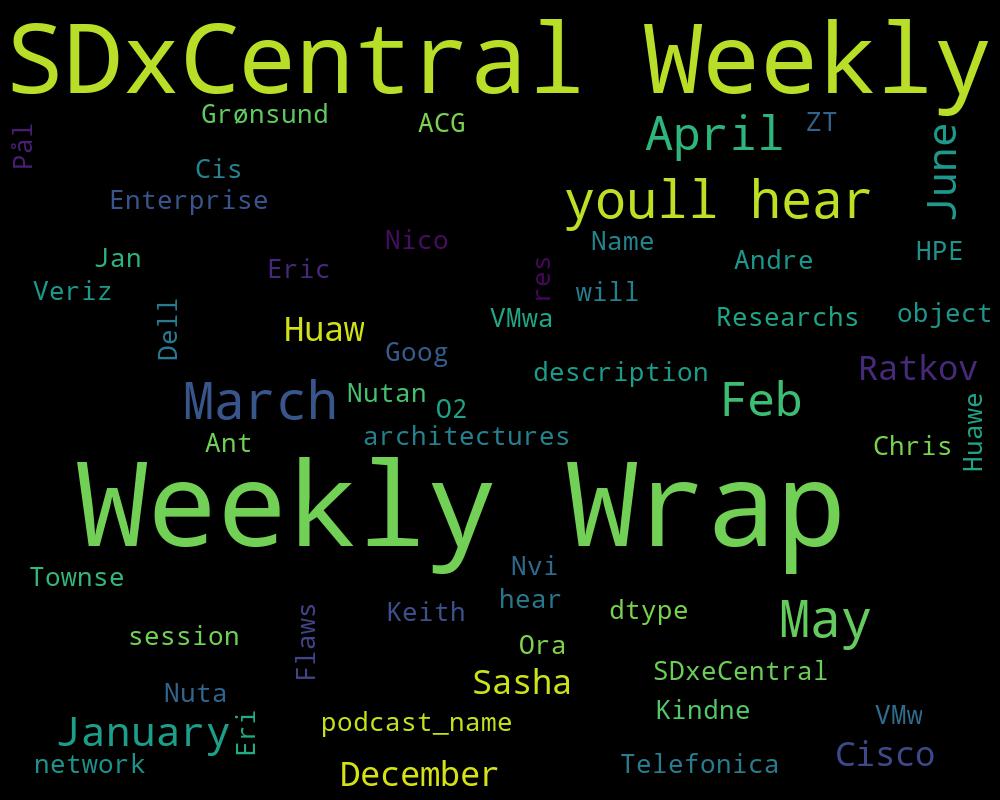 SDxCentral Weekly
Grønsund
ACG
April
ZT
June
Pål
Cis
Enterprise
youll hear
Nico
Name
Andre
HPE
Jan
Eric
res
Veriz
will
Dell
Huaw
VMwa
Researchs
object
Goog
description
Ratkov
March
Nutan
O2
Feb
Huawe
architectures
Ant
Chris
Weekly Wrap
Townse
Nvi
hear
Keith
dtype
May
session
Flaws
Ora
SDxeCentral
Sasha
Nuta
Kindne
VMw
January
Eri
podcast_name
Cisco
network
December
Telefonica